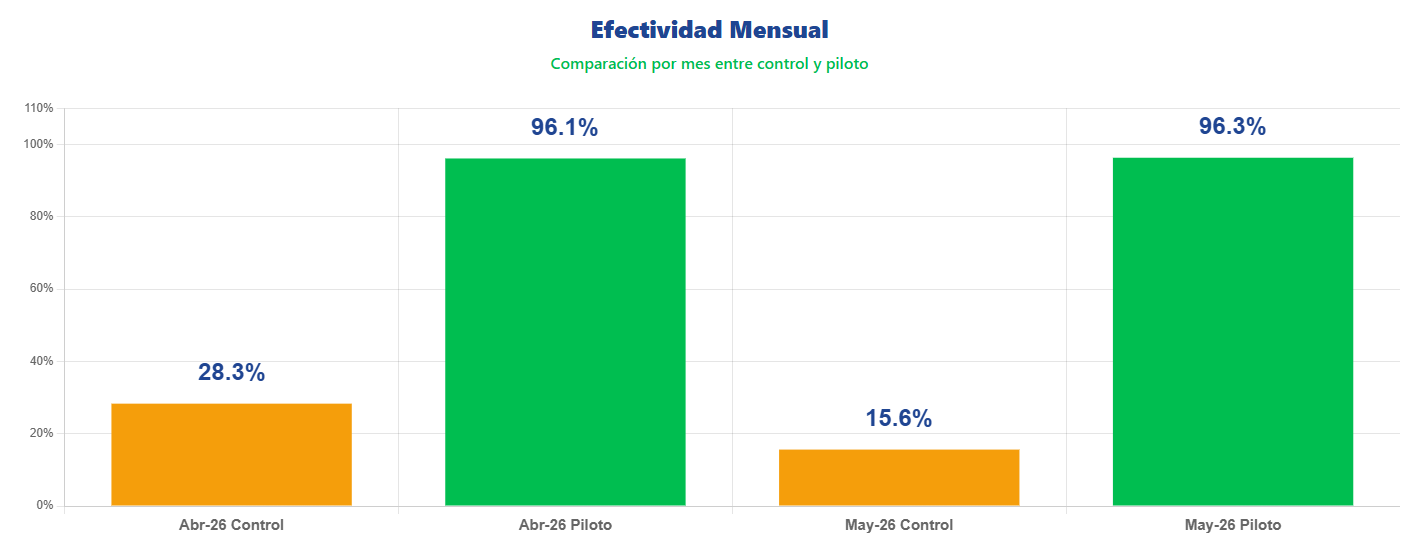 Efectividad Mensual
Comparación por mes entre control y piloto
110%
100%
80%
60%
40%
20%
0%
28.3%
96.1%
15.6%
96.3%
Abr-26 Control
Abr-26 Piloto
May-26 Control
May-26 Piloto